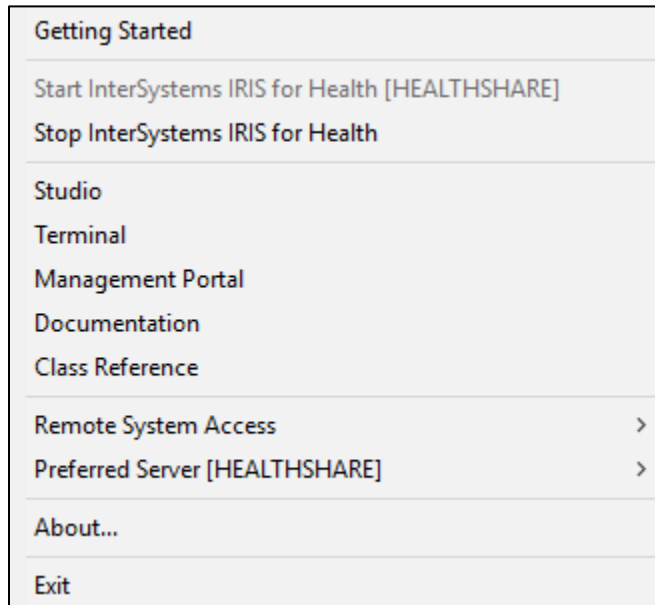 Getting Started
Start InterSystems IRIS for Health [HEALTHSHARE]
Stop InterSystems IRIS for Health
Studio
Terminal
Management Portal
Documentation
Class Reference
Remote System Access
Preferred Server [HEALTHSHARE]
About...
Exit